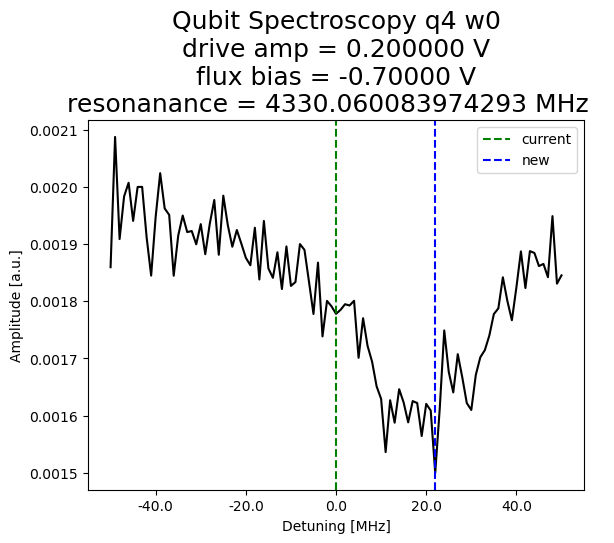 Qubit Spectroscopy q4 w0
drive amp = 0.200000 V
flux bias = -0.70000 V
resonanance = 4330.060083974293 MHz
current
new
Amplitude [a.u.]
0.0021
0.0020
0.0019
0.0018
0.0017
0.0016
0.0015
-40.0
-20.0
0.0
20.0
40.0
Detuning [MHz]